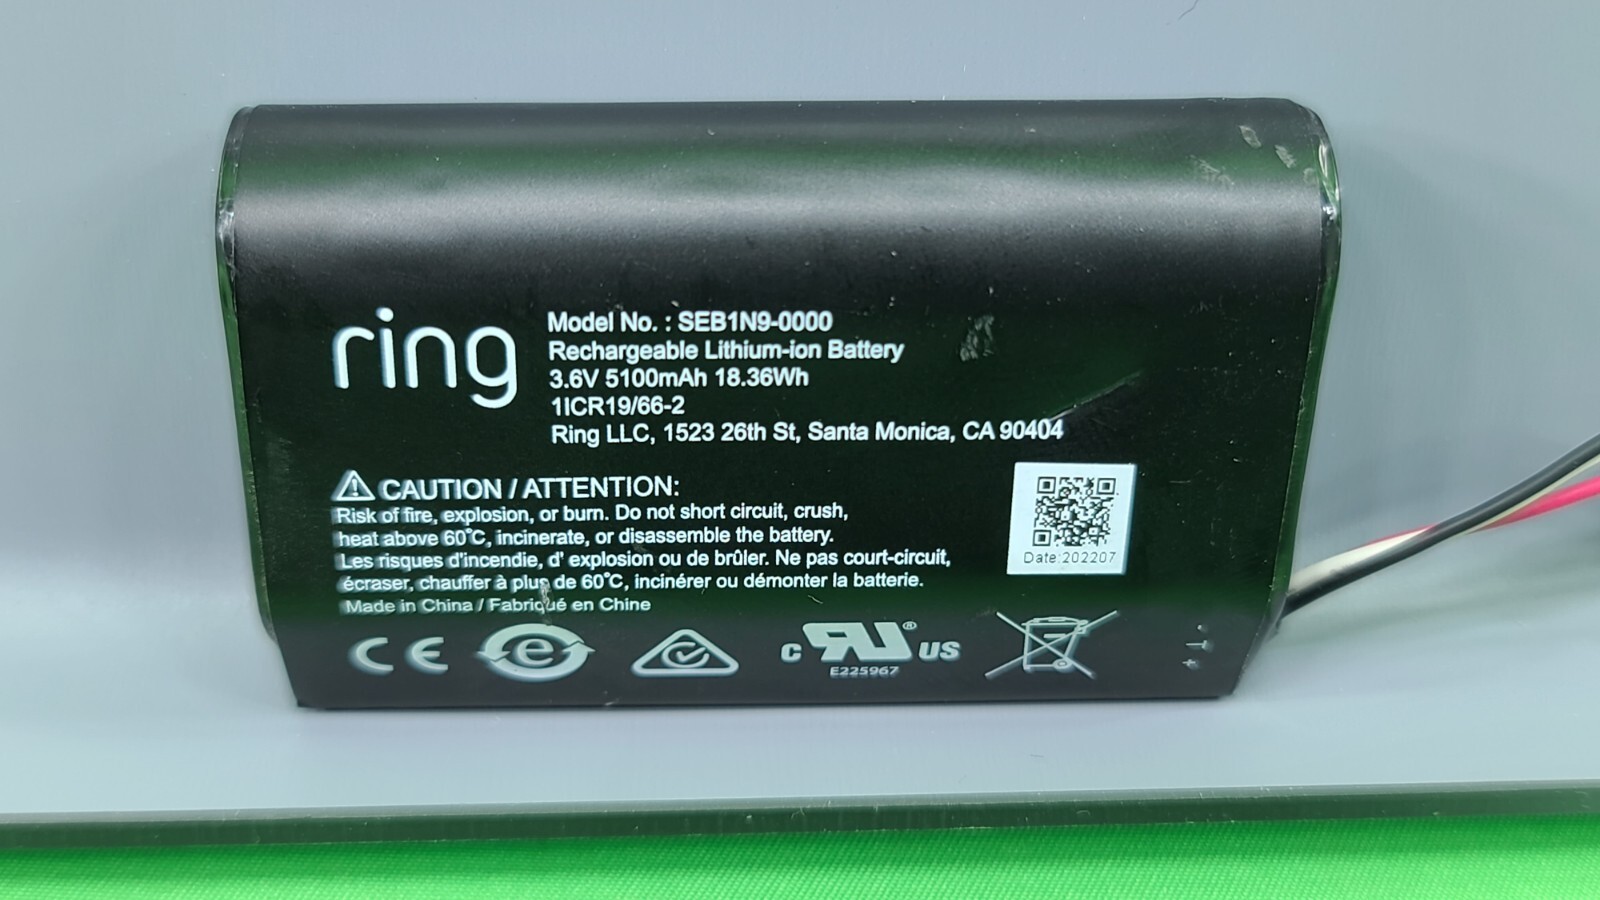 ring
Model No. : SEB1N9-0000
Rechargeable Lithium-ion Battery
3.6V 5100mAh 18.36Wh
1ICR19/66-2
Ring LLC, 1523 26th St, Santa Monica, CA 90404
CAUTION / ATTENTION:
Risk of fire, explosion, or burn. Do not short circuit, crush,
heat above 60°C, incinerate, or disassemble the battery.
Les risques d'incendie, d' explosion ou de brûler. Ne pas court-circuit,
écraser, chauffer à plus de 60°C, incinérer ou démonter la batterie.
Made in China / Fabriqué en Chine
Date:202207
CE
e
c RU ® US
E225967
- T +